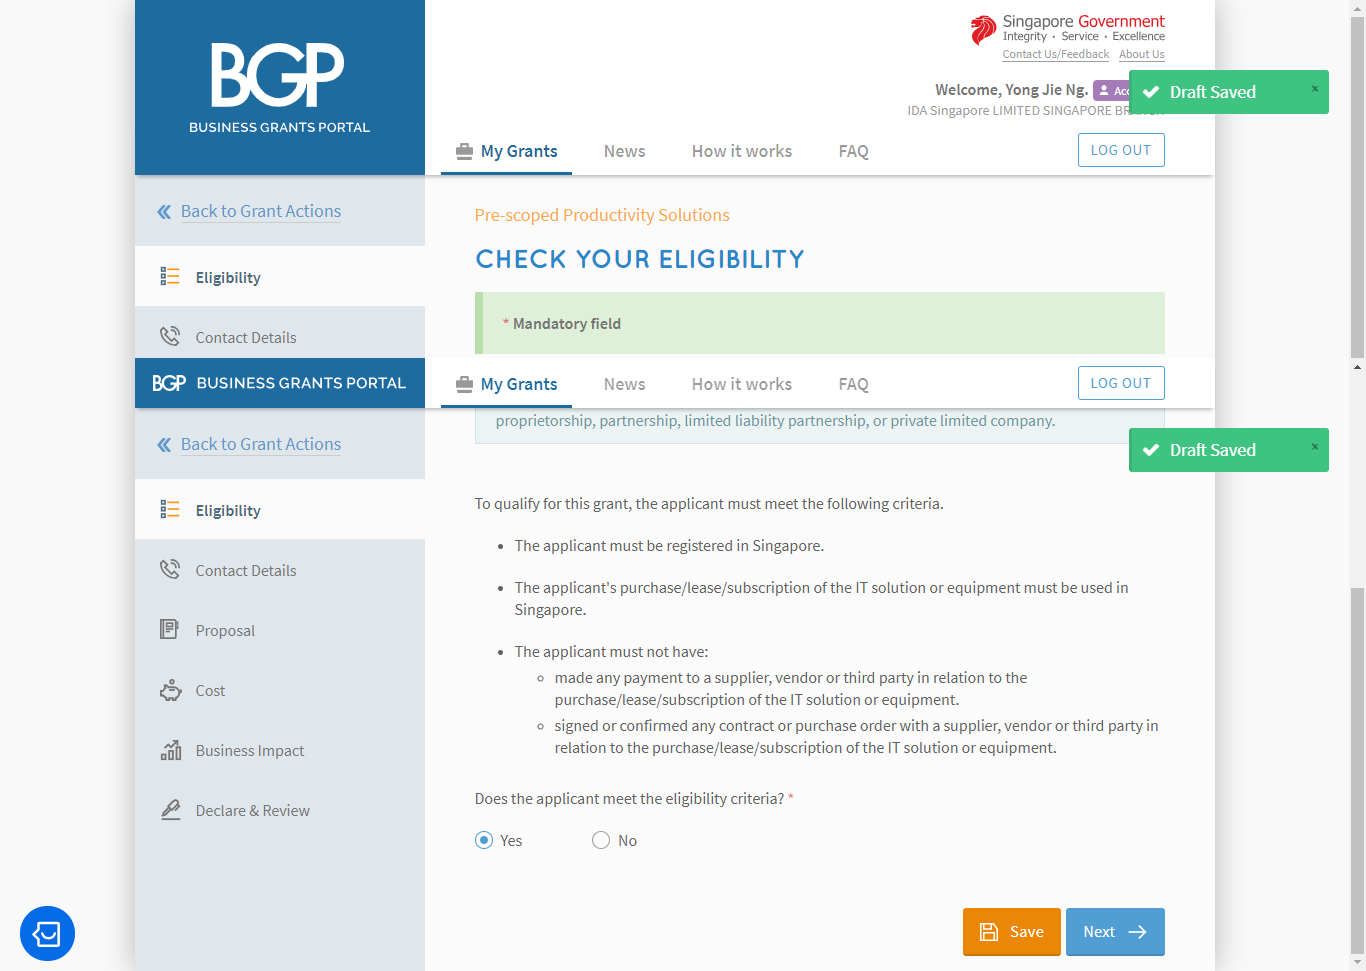 BGP
BUSINESS GRANTS PORTAL
Singapore Government
Integrity · Service · Excellence
Contact Us/Feedback About Us
Welcome, Yong Jie Ng.
IDA Singapore LIMITED SINGAPORE
✔ Draft Saved ×
My Grants News How it works FAQ LOG OUT
« Back to Grant Actions
Eligibility
Contact Details
Pre-scoped Productivity Solutions
CHECK YOUR ELIGIBILITY
* Mandatory field
BGP BUSINESS GRANTS PORTAL
My Grants News How it works FAQ LOG OUT
« Back to Grant Actions
Eligibility
Contact Details
Proposal
Cost
Business Impact
Declare & Review
proprietorship, partnership, limited liability partnership, or private limited company.
✔ Draft Saved ×
To qualify for this grant, the applicant must meet the following criteria.
• The applicant must be registered in Singapore.
• The applicant's purchase/lease/subscription of the IT solution or equipment must be used in
Singapore.
• The applicant must not have:
◦ made any payment to a supplier, vendor or third party in relation to the
purchase/lease/subscription of the IT solution or equipment.
◦ signed or confirmed any contract or purchase order with a supplier, vendor or third party in
relation to the purchase/lease/subscription of the IT solution or equipment.
Does the applicant meet the eligibility criteria? *
Yes No
Save Next →